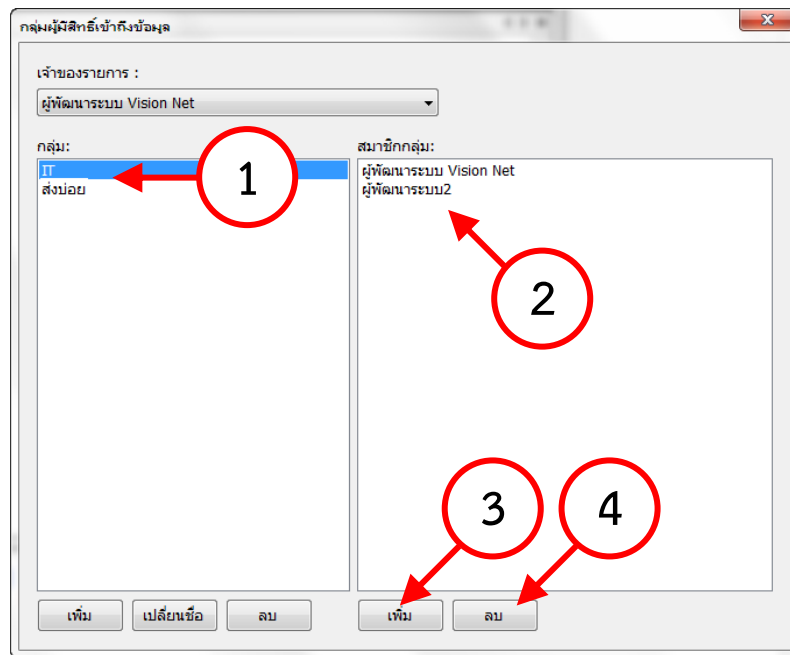 กลุ่มผู้มีสิทธิ์เข้าถึงข้อมูล
เจ้าของรายการ :
ผู้พัฒนาระบบ Vision Net
กลุ่ม:
สมาชิกกลุ่ม:
IT
ส่งบ่อย
ผู้พัฒนาระบบ Vision Net
ผู้พัฒนาระบบ2
1
2
3
4
เพิ่ม
เปลี่ยนชื่อ
ลบ
เพิ่ม
ลบ